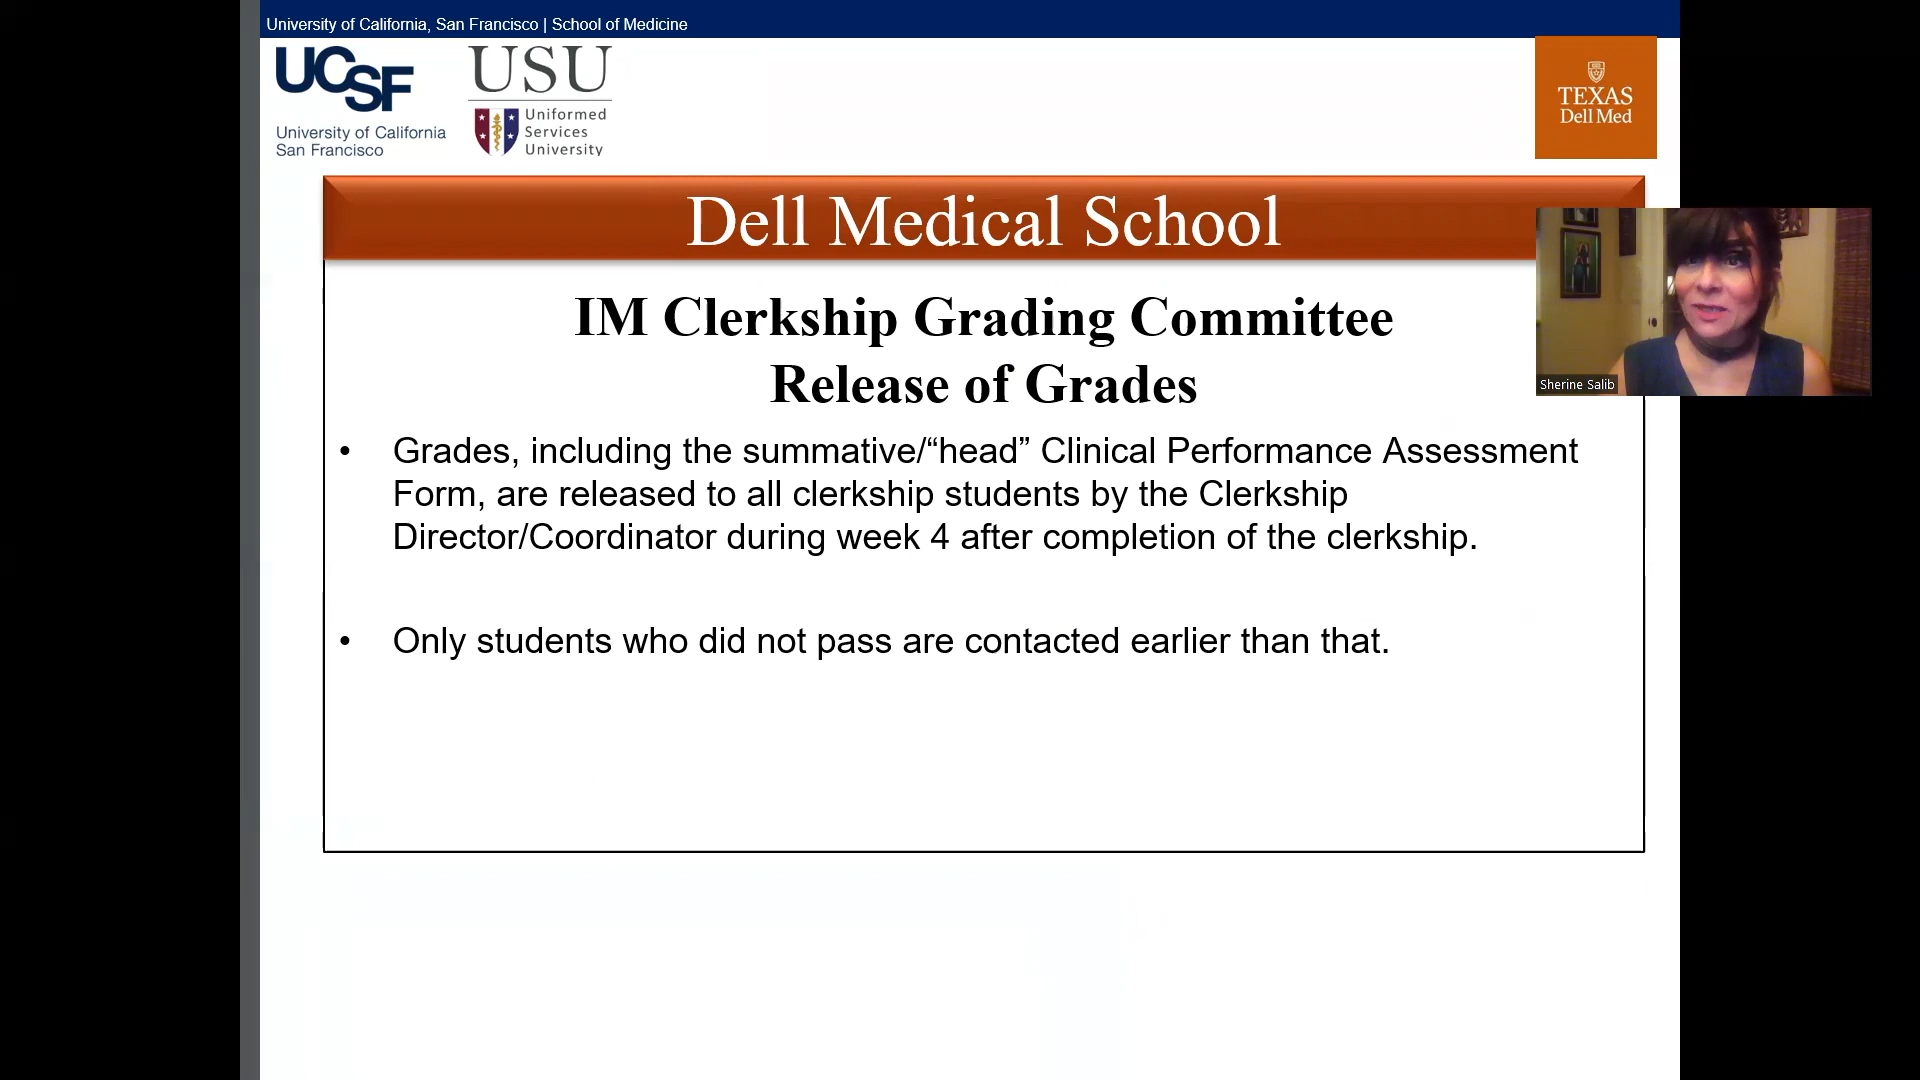 University of California, San Francisco | School of Medicine
UCSF
University of California
San Francisco
USU
Uniformed
Services
University
TEXAS
Dell Med
Dell Medical School
IM Clerkship Grading Committee
Release of Grades
• Grades, including the summative/“head” Clinical Performance Assessment
Form, are released to all clerkship students by the Clerkship
Director/Coordinator during week 4 after completion of the clerkship.
• Only students who did not pass are contacted earlier than that.
Sherine Salib